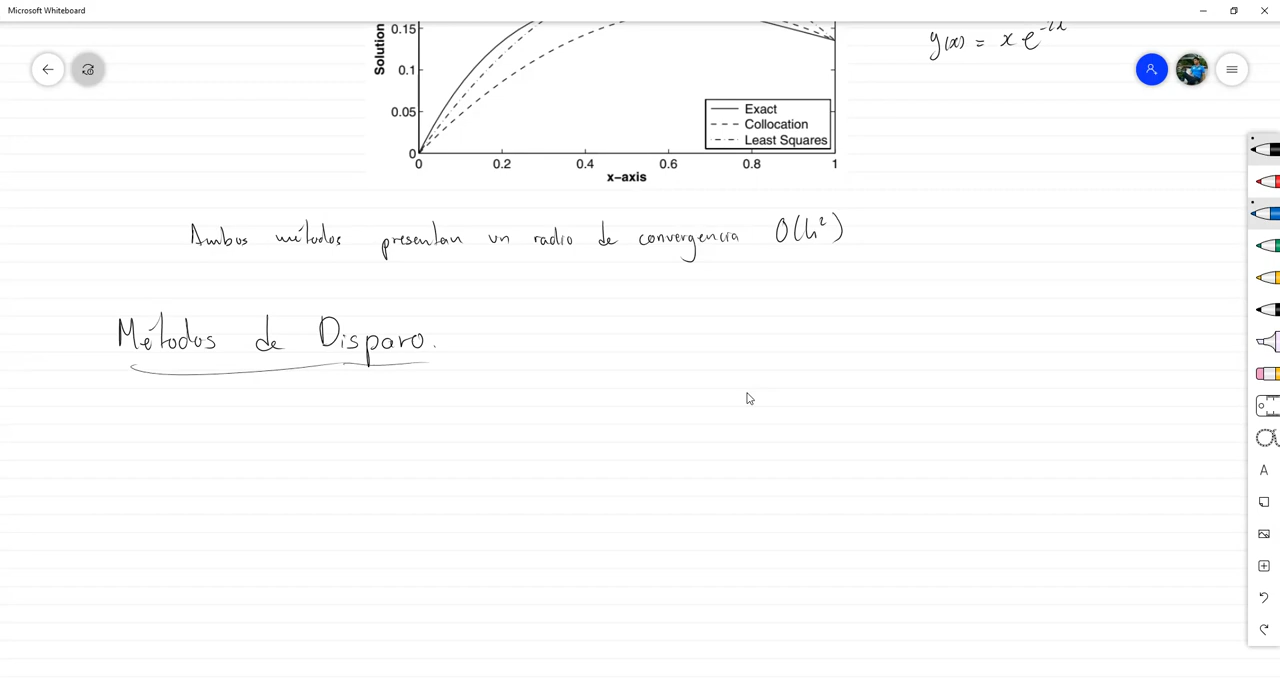 Microsoft Whiteboard
0.15
0.1
0.05
0
Solution
0 0.2 0.4 0.6 0.8 1
x-axis
Exact
Collocation
Least Squares
y(x) = x e^{-2x}
Ambos métodos presentan un radio de convergencia O(h²)
Métodos de Disparo.
A